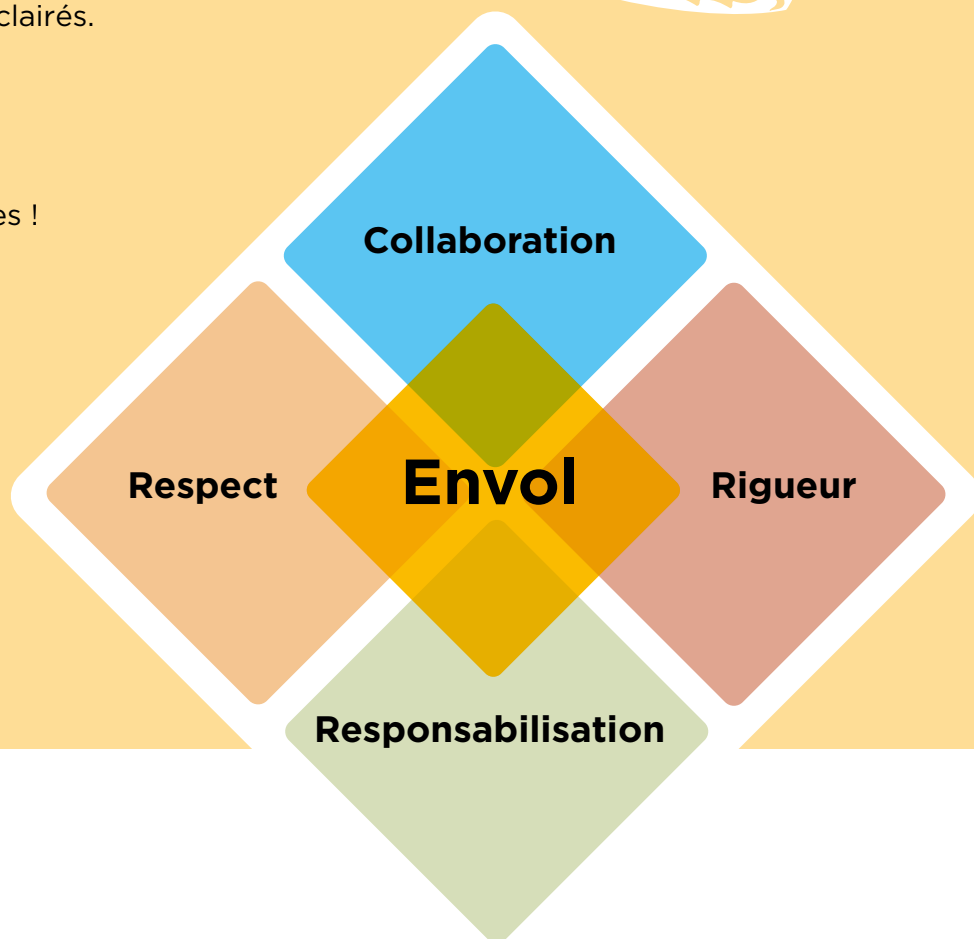 clairés.
es !
Collaboration
Respect
Envol
Rigueur
Responsabilisation